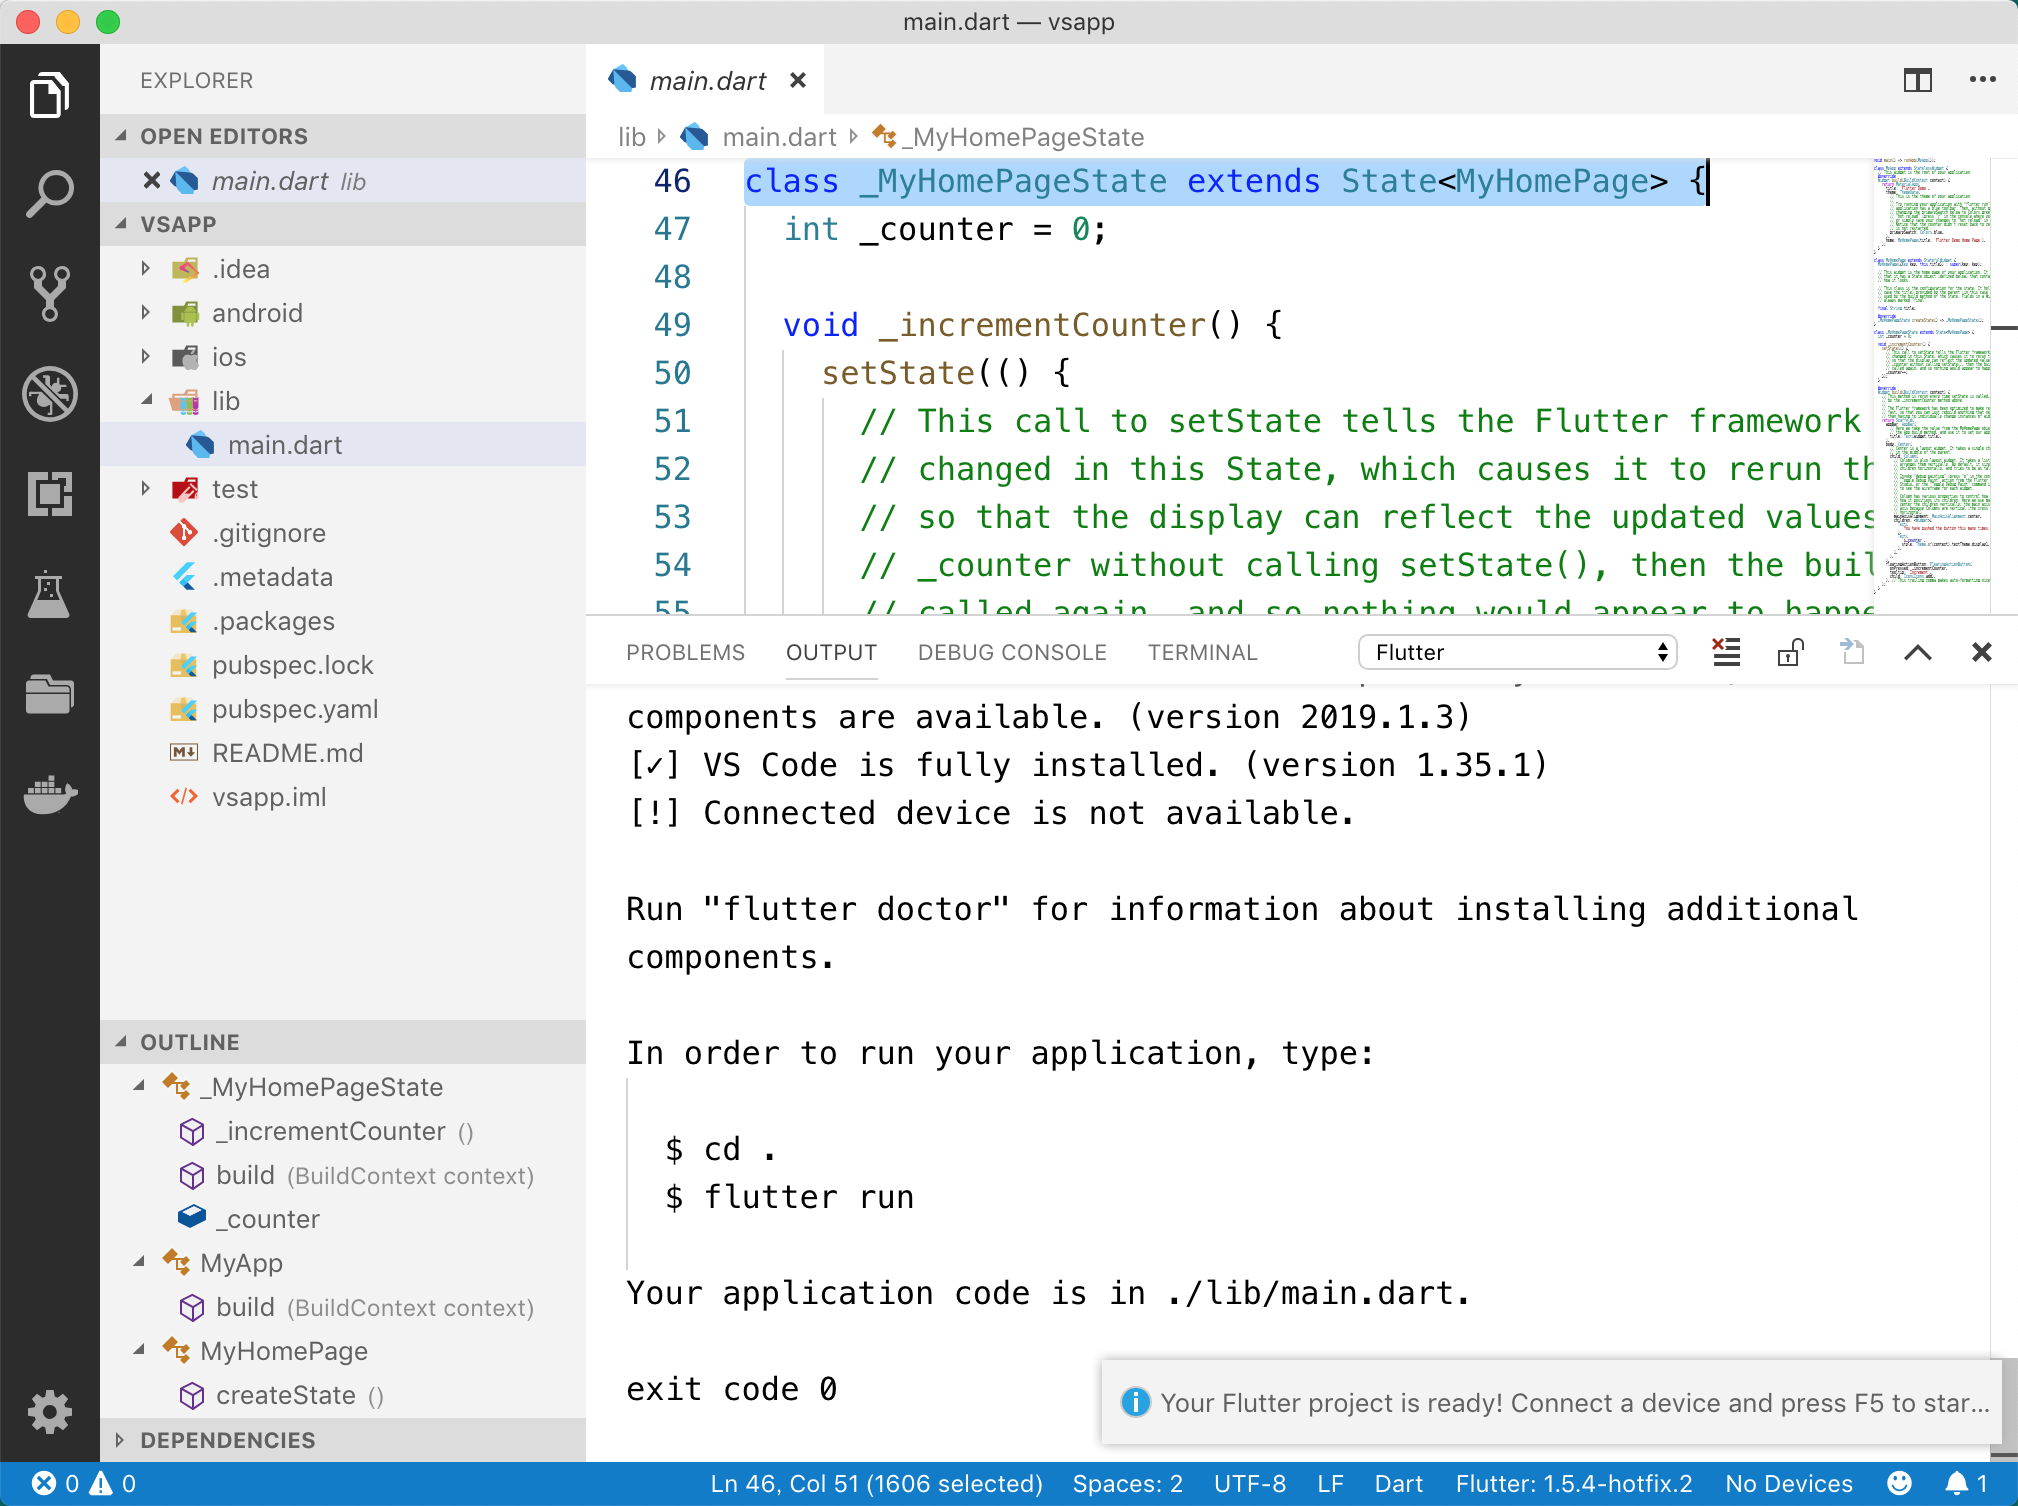 main.dart — vsapp
EXPLORER
OPEN EDITORS
main.dart lib
VSAPP
.idea
android
ios
lib
main.dart
test
.gitignore
.metadata
.packages
pubspec.lock
pubspec.yaml
README.md
vsapp.iml
OUTLINE
_MyHomePageState
_incrementCounter ()
build (BuildContext context)
_counter
MyApp
build (BuildContext context)
MyHomePage
createState ()
DEPENDENCIES
main.dart
lib main.dart _MyHomePageState
46 class _MyHomePageState extends State<MyHomePage> {
47 int _counter = 0;
48
49 void _incrementCounter() {
50 setState(() {
51 // This call to setState tells the Flutter framework
52 // changed in this State, which causes it to rerun th
53 // so that the display can reflect the updated values
54 // _counter without calling setState(), then the buil
55 // called again, and so nothing would appear to happe
PROBLEMS OUTPUT DEBUG CONSOLE TERMINAL Flutter
components are available. (version 2019.1.3)
[✓] VS Code is fully installed. (version 1.35.1)
[!] Connected device is not available.
Run "flutter doctor" for information about installing additional
components.
In order to run your application, type:
$ cd .
$ flutter run
Your application code is in ./lib/main.dart.
exit code 0
Your Flutter project is ready! Connect a device and press F5 to star...
0 0 Ln 46, Col 51 (1606 selected) Spaces: 2 UTF-8 LF Dart Flutter: 1.5.4-hotfix.2 No Devices 1